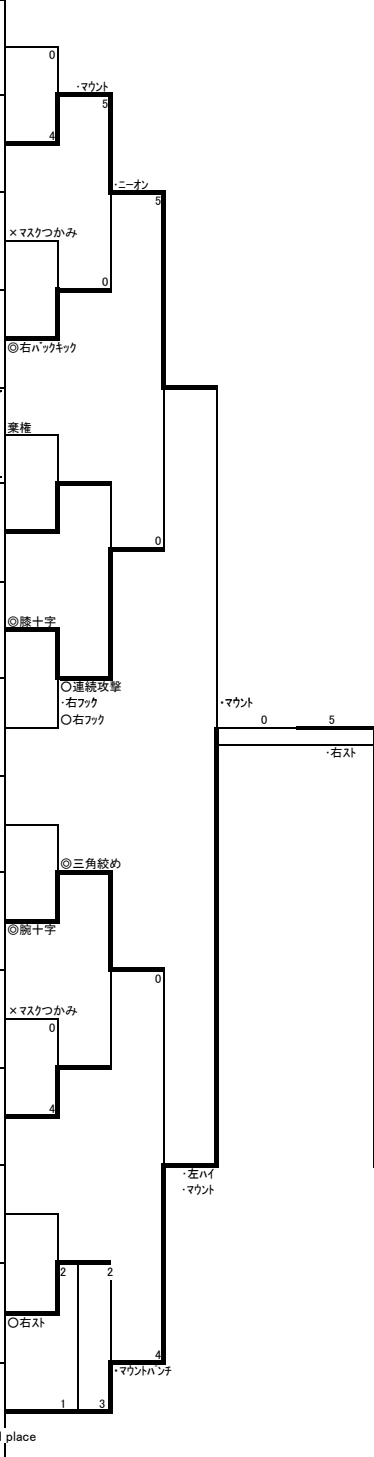 0
・ﾏｳﾝﾄ
5
4
・ﾆｰｵﾝ
5
×ﾏｽｸつかみ
0
◎右ﾊﾞｯｸｷｯｸ
棄権
0
◎膝十字
○連続攻撃
・右ﾌｯｸ
○右ﾌｯｸ
・ﾏｳﾝﾄ
0 5
・右ｽﾄ
◎三角絞め
◎腕十字
0
×ﾏｽｸつかみ
0
4
・左ﾊｲ
・ﾏｳﾝﾄ
2 2
○右ｽﾄ
4
・ﾏｳﾝﾄﾊﾟﾝﾁ
1 3
place